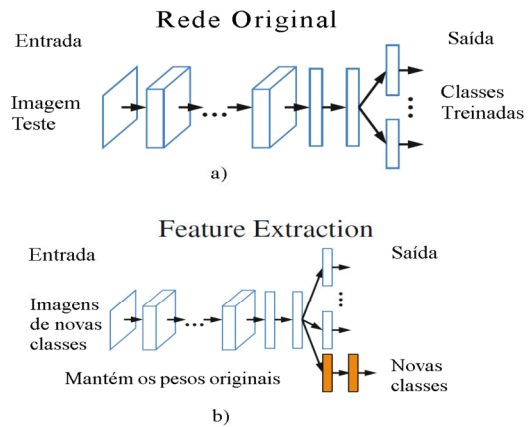 Rede Original
Entrada
Saída
Imagem
Teste
...
Classes
Treinadas
a)
Feature Extraction
Entrada
Saída
Imagens
de novas
classes
...
Mantém os pesos originais
Novas
classes
b)